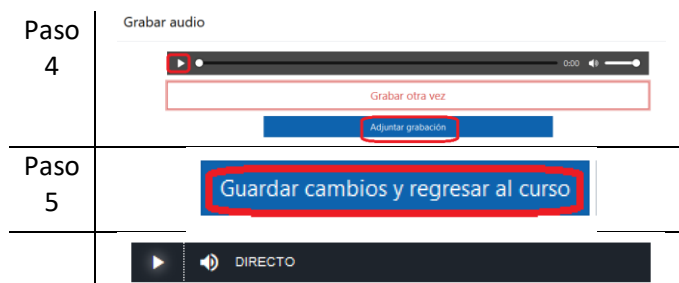 Paso
4
Grabar audio
0:00
Grabar otra vez
Adjuntar grabación
Paso
5
Guardar cambios y regresar al curso
DIRECTO